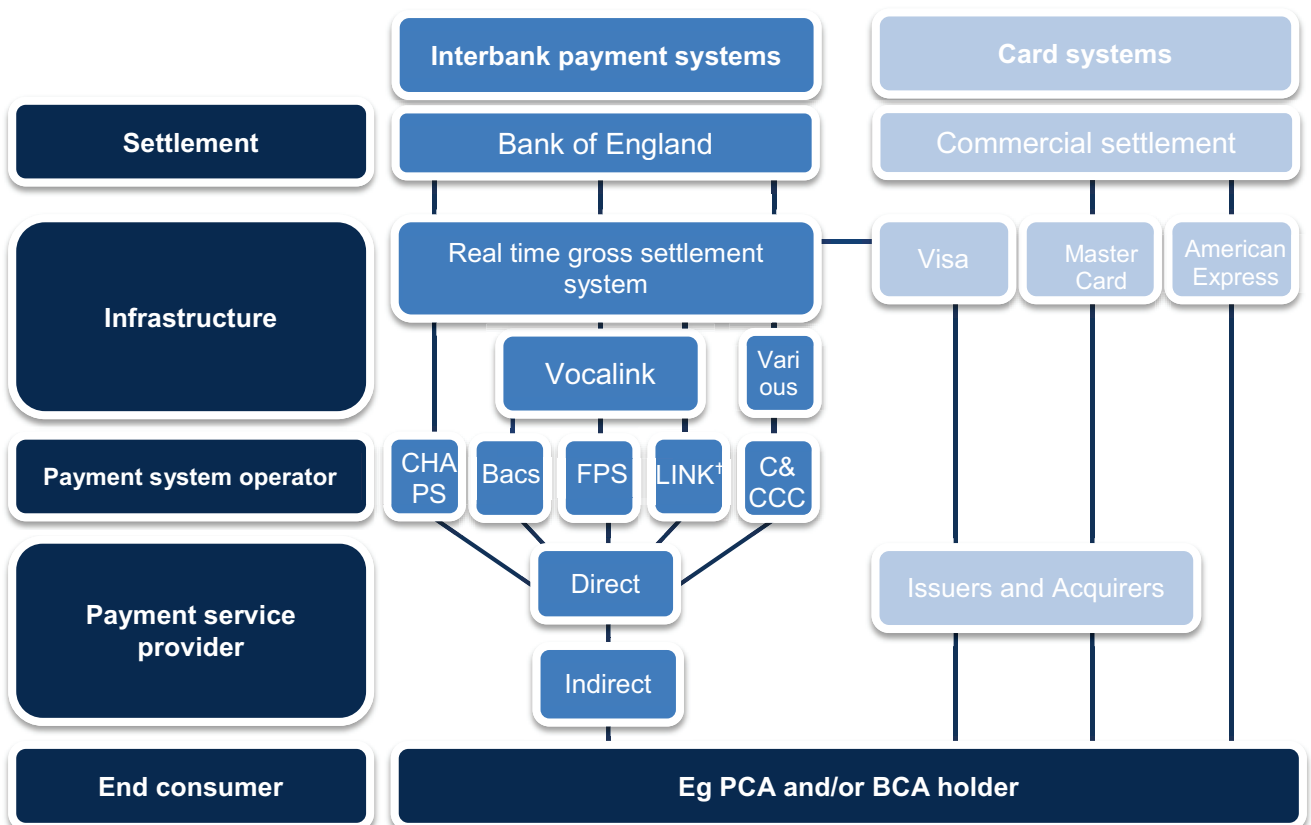 Interbank payment systems
Card systems
Settlement
Bank of England
Commercial settlement
Infrastructure
Real time gross settlement
system
Visa
Master
Card
American
Express
Vocalink
Vari
ous
Payment system operator
CHA
PS
Bacs
FPS
LINK†
C&
CCC
Payment service
provider
Direct
Issuers and Acquirers
Indirect
End consumer
Eg PCA and/or BCA holder